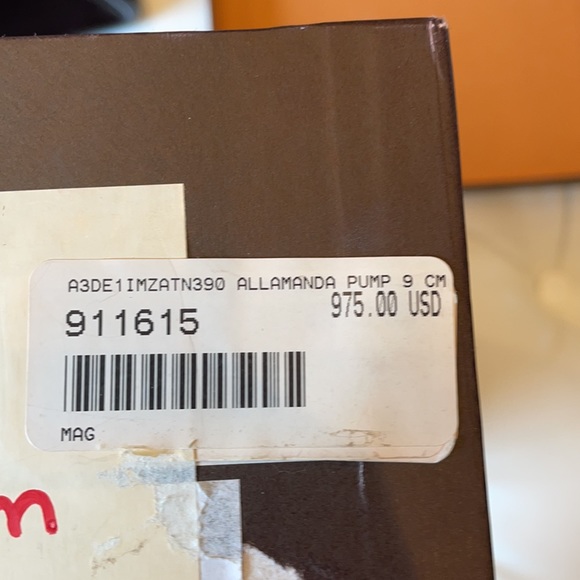 A3DE1IMZATN390 ALLAMANDA PUMP 9 CM
975.00 USD
911615
MAG